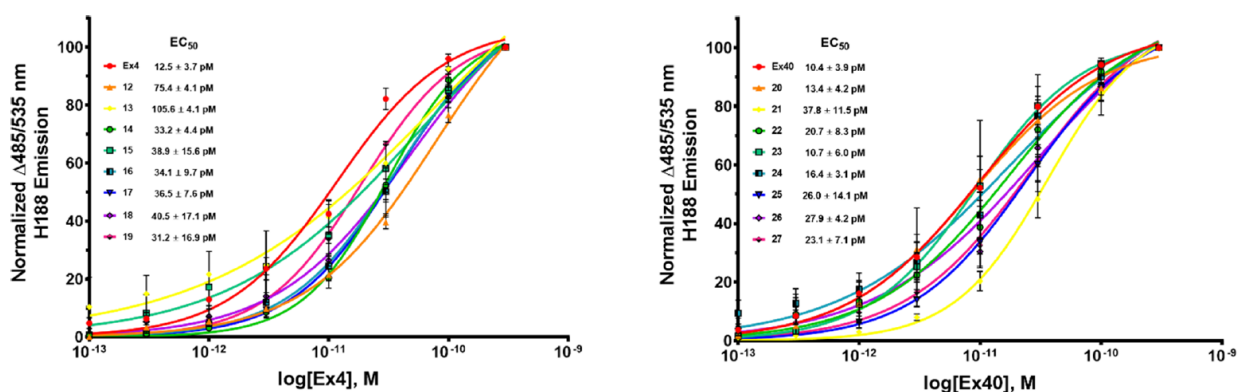 Normalized Δ485/535 nm
H188 Emission
100
80
60
40
20
0
EC50
Ex4 12.5 ± 3.7 pM
12 75.4 ± 4.1 pM
13 105.6 ± 4.1 pM
14 33.2 ± 4.4 pM
15 38.9 ± 15.6 pM
16 34.1 ± 9.7 pM
17 36.5 ± 7.6 pM
18 40.5 ± 17.1 pM
19 31.2 ± 16.9 pM
10-13 10-12 10-11 10-10 10-9
log[Ex4], M
Normalized Δ485/535 nm
H188 Emission
100
80
60
40
20
0
EC50
Ex40 10.4 ± 3.9 pM
20 13.4 ± 4.2 pM
21 37.8 ± 11.5 pM
22 20.7 ± 8.3 pM
23 10.7 ± 6.0 pM
24 16.4 ± 3.1 pM
25 26.0 ± 14.1 pM
26 27.9 ± 4.2 pM
27 23.1 ± 7.1 pM
10-13 10-12 10-11 10-10 10-9
log[Ex40], M